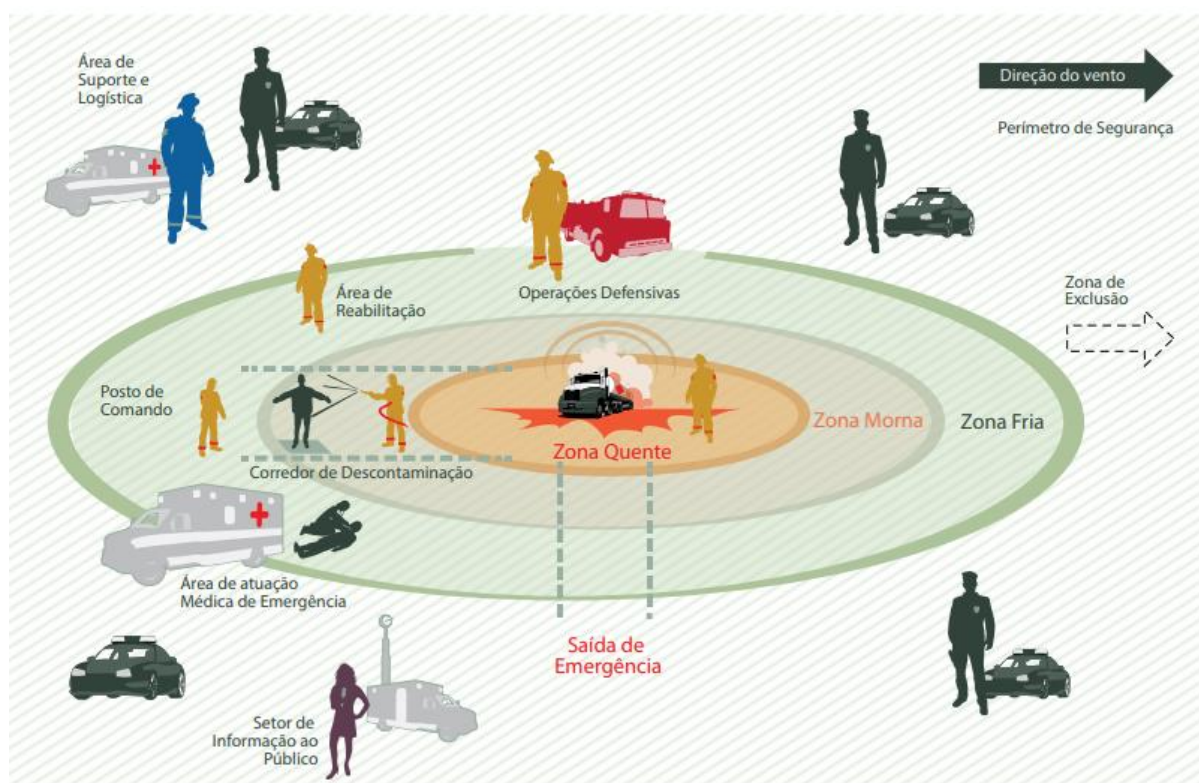 Área de
Suporte e
Logística
Direção do vento
Perímetro de Segurança
Zona de
Exclusão
Área de
Reabilitação
Operações Defensivas
Posto de
Comando
Zona Quente
Zona Morna
Zona Fria
Corredor de Descontaminação
Área de atuação
Médica de Emergência
Saída de
Emergência
Setor de
Informação ao
Público